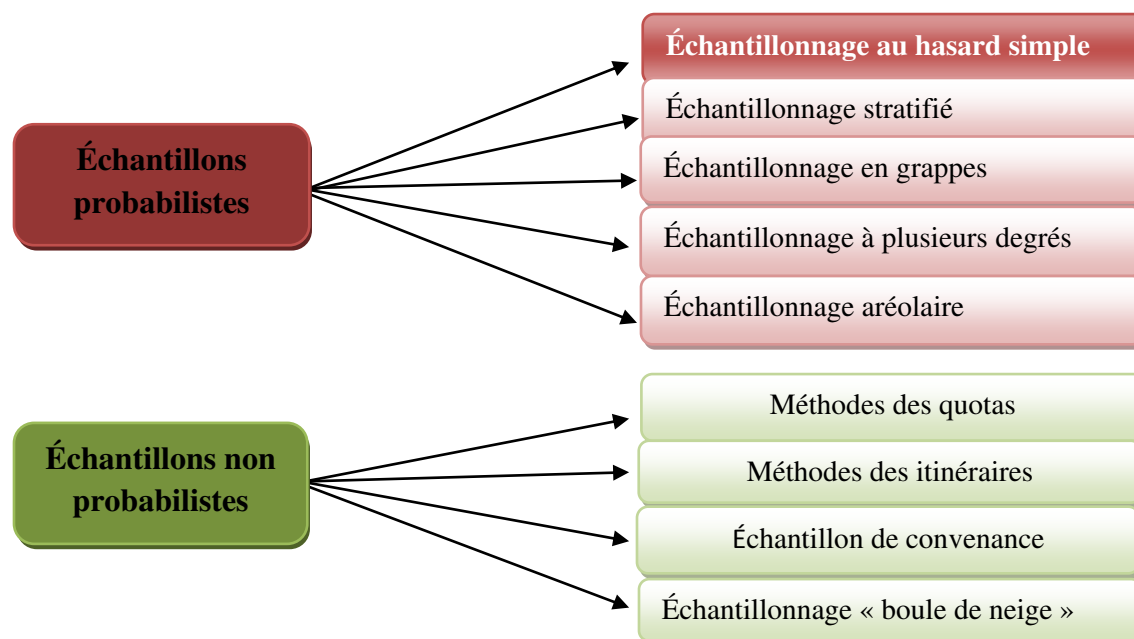 Échantillons
probabilistes
Échantillonnage au hasard simple
Échantillonnage stratifié
Échantillonnage en grappes
Échantillonnage à plusieurs degrés
Échantillonnage aréolaire
Échantillons non
probabilistes
Méthodes des quotas
Méthodes des itinéraires
Échantillon de convenance
Échantillonnage « boule de neige »